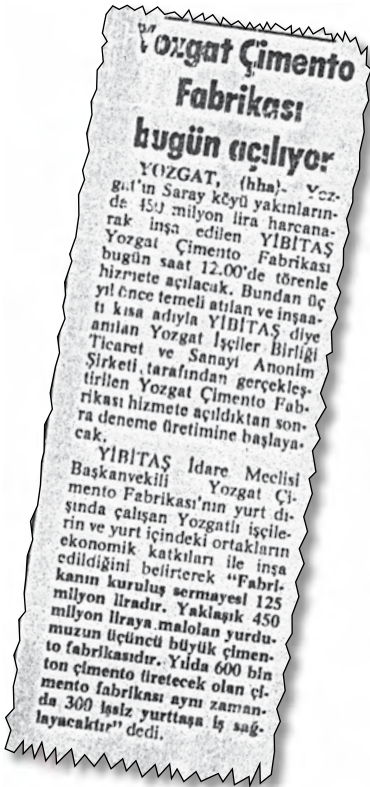 Yozgat Çimento
Fabrikası
bugün açılıyor
YOZGAT, (hha)- Yoz-
gat'ın Saray köyü yakınların-
de 450 milyon lira harcana-
rak inşa edilen YİBİTAŞ
Yozgat Çimento Fabrikası
bugün saat 12.00'de törenle
hizmete açılacak. Bundan üç
yıl önce temeli atılan ve inşaa-
tı kısa adıyla YİBİTAŞ diye
anılan Yozgat İşçiler Birliği
Ticaret ve Sanayi Anonim
Şirketi tarafından gerçekleş-
tirilen Yozgat Çimento Fab-
rikası hizmete açıldıktan son-
ra deneme üretimine başlaya-
cak.
YİBİTAŞ İdare Meclisi
Başkanvekili Yozgat Çi-
mento Fabrikası'nın yurt dı-
şında çalışan Yozgatlı işçile-
rin ve yurt içindeki ortakların
ekonomik katkıları ile inşa
edildiğini belirterek “Fabri-
kanın kuruluş sermayesi 125
milyon liradır. Yaklaşık 450
milyon liraya malolan yurdu-
muzun üçüncü büyük çimen-
to fabrikasıdır. Yılda 600 bin
ton çimento üretecek olan çi-
mento fabrikası aynı zaman-
da 300 işsiz yurttaşa iş sağ-
layacaktır” dedi.